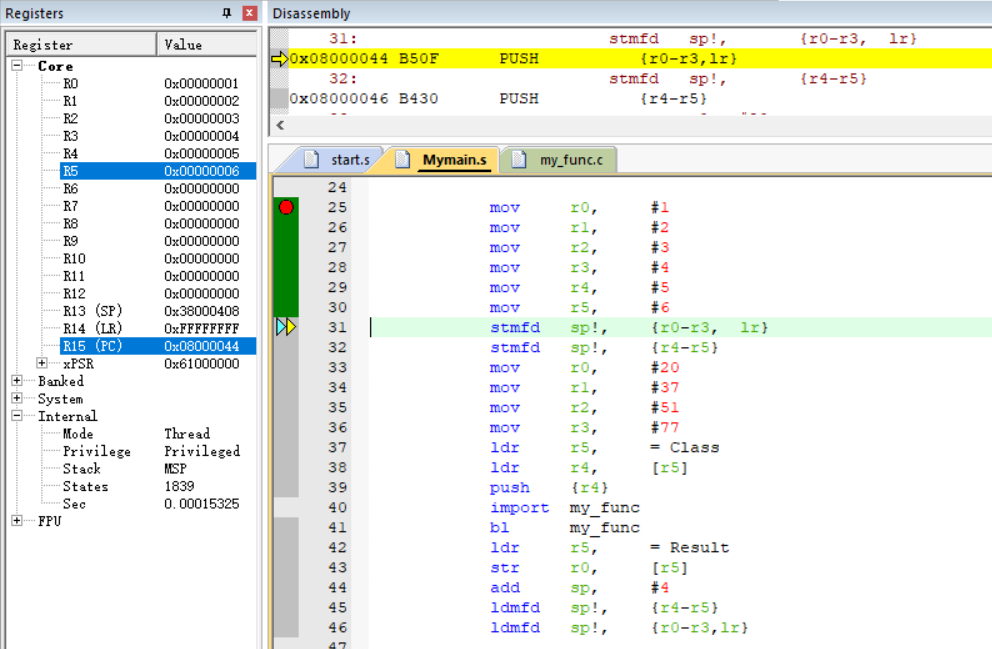 Registers
Register Value
Core
R0 0x00000001
R1 0x00000002
R2 0x00000003
R3 0x00000004
R4 0x00000005
R5 0x00000006
R6 0x00000000
R7 0x00000000
R8 0x00000000
R9 0x00000000
R10 0x00000000
R11 0x00000000
R12 0x00000000
R13 (SP) 0x38000408
R14 (LR) 0xFFFFFFFF
R15 (PC) 0x08000044
xPSR 0x61000000
Banked
System
Internal
Mode Thread
Privilege Privileged
Stack MSP
States 1839
Sec 0.00015325
FPU
Disassembly
31: stmfd sp!, {r0-r3, lr}
0x08000044 B50F PUSH {r0-r3,lr}
32: stmfd sp!, {r4-r5}
0x08000046 B430 PUSH {r4-r5}
start.s Mymain.s my_func.c
24
25 mov r0, #1
26 mov r1, #2
27 mov r2, #3
28 mov r3, #4
29 mov r4, #5
30 mov r5, #6
31 stmfd sp!, {r0-r3, lr}
32 stmfd sp!, {r4-r5}
33 mov r0, #20
34 mov r1, #37
35 mov r2, #51
36 mov r3, #77
37 ldr r5, = Class
38 ldr r4, [r5]
39 push {r4}
40 import my_func
41 bl my_func
42 ldr r5, = Result
43 str r0, [r5]
44 add sp, #4
45 ldmfd sp!, {r4-r5}
46 ldmfd sp!, {r0-r3,lr}
47